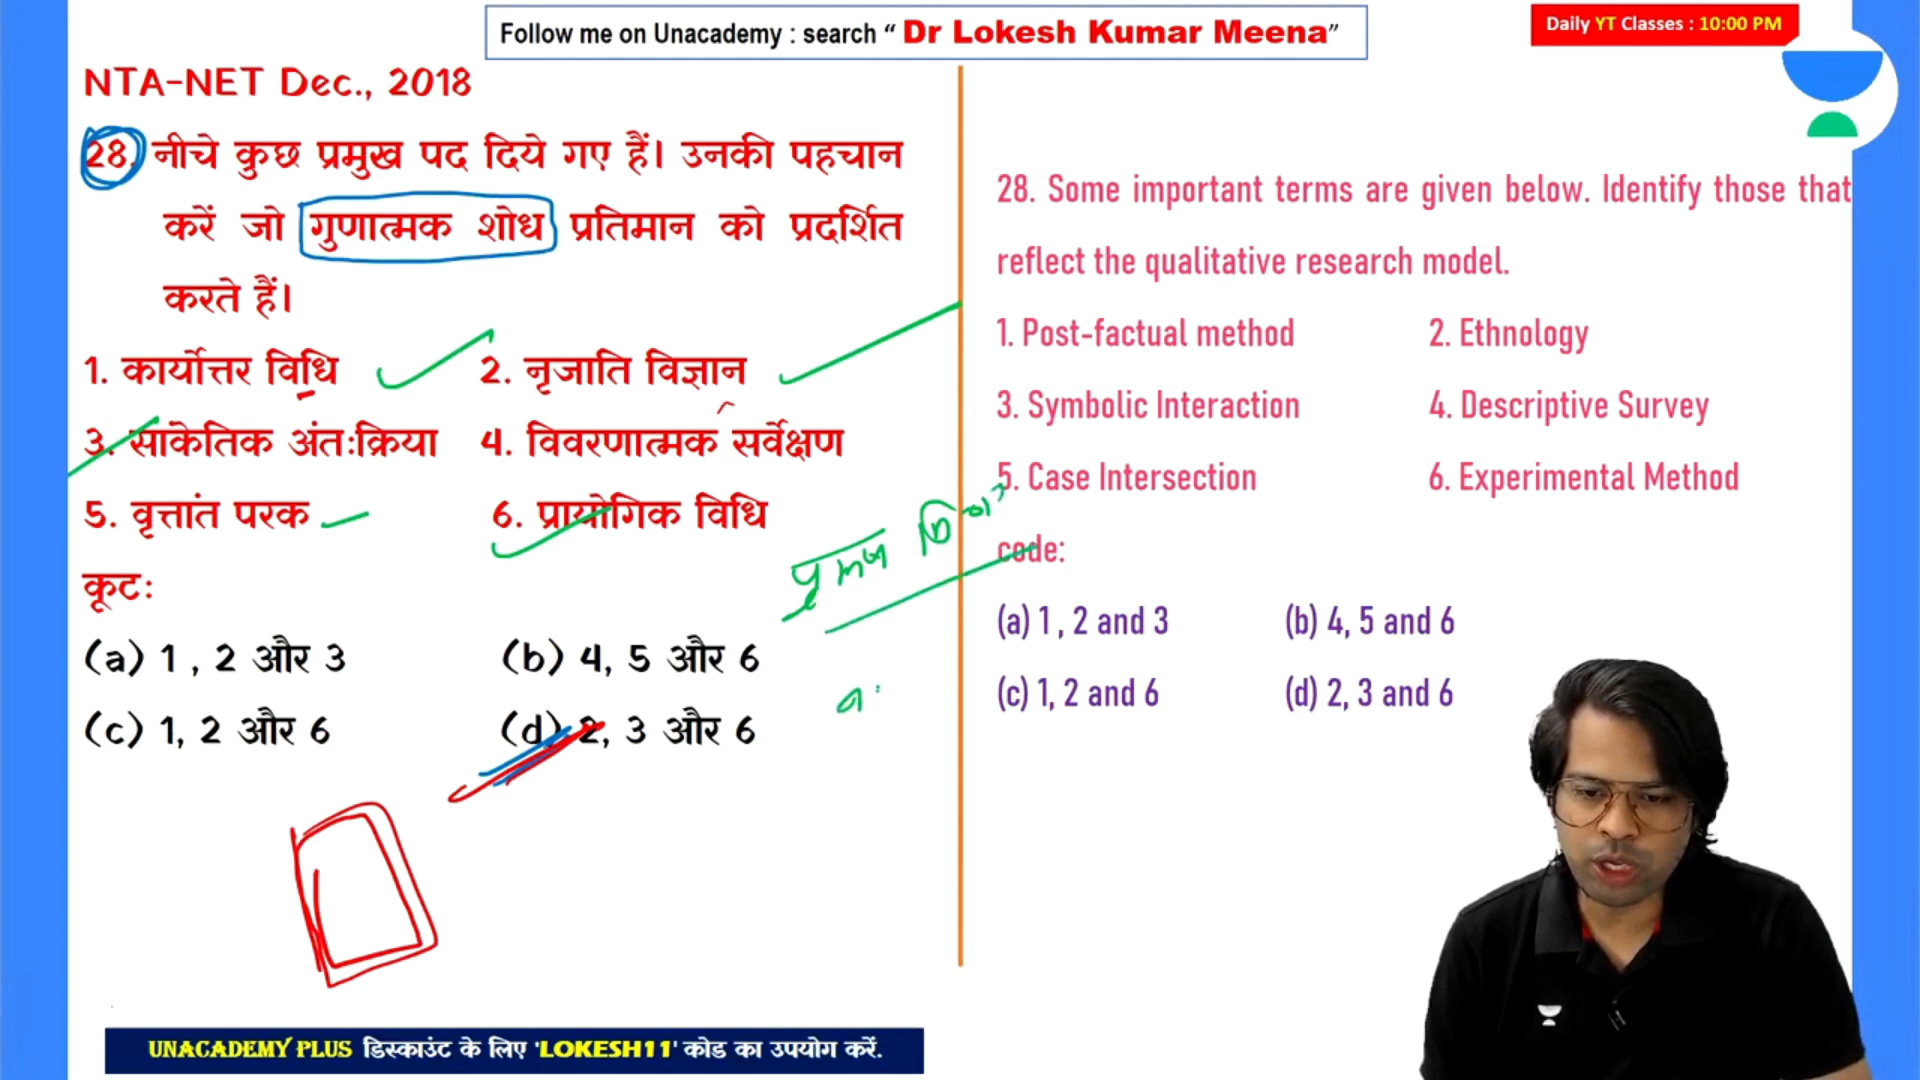 Follow me on Unacademy : search “ Dr Lokesh Kumar Meena”
Daily YT Classes : 10:00 PM
NTA-NET Dec., 2018
28. नीचे कुछ प्रमुख पद दिये गए हैं। उनकी पहचान
करें जो गुणात्मक शोध प्रतिमान को प्रदर्शित
करते हैं।
1. कार्योत्तर विधि 2. नृजाति विज्ञान
3. सांकेतिक अंतःक्रिया 4. विवरणात्मक सर्वेक्षण
5. वृत्तांत परक 6. प्रायोगिक विधि
कूटः
(a) 1 , 2 और 3 (b) 4, 5 और 6
(c) 1, 2 और 6 (d) 2, 3 और 6
28. Some important terms are given below. Identify those that
reflect the qualitative research model.
1. Post-factual method 2. Ethnology
3. Symbolic Interaction 4. Descriptive Survey
5. Case Intersection 6. Experimental Method
code:
(a) 1 , 2 and 3 (b) 4, 5 and 6
(c) 1, 2 and 6 (d) 2, 3 and 6
UNACADEMY PLUS डिस्काउंट के लिए 'LOKESH11' कोड का उपयोग करें.